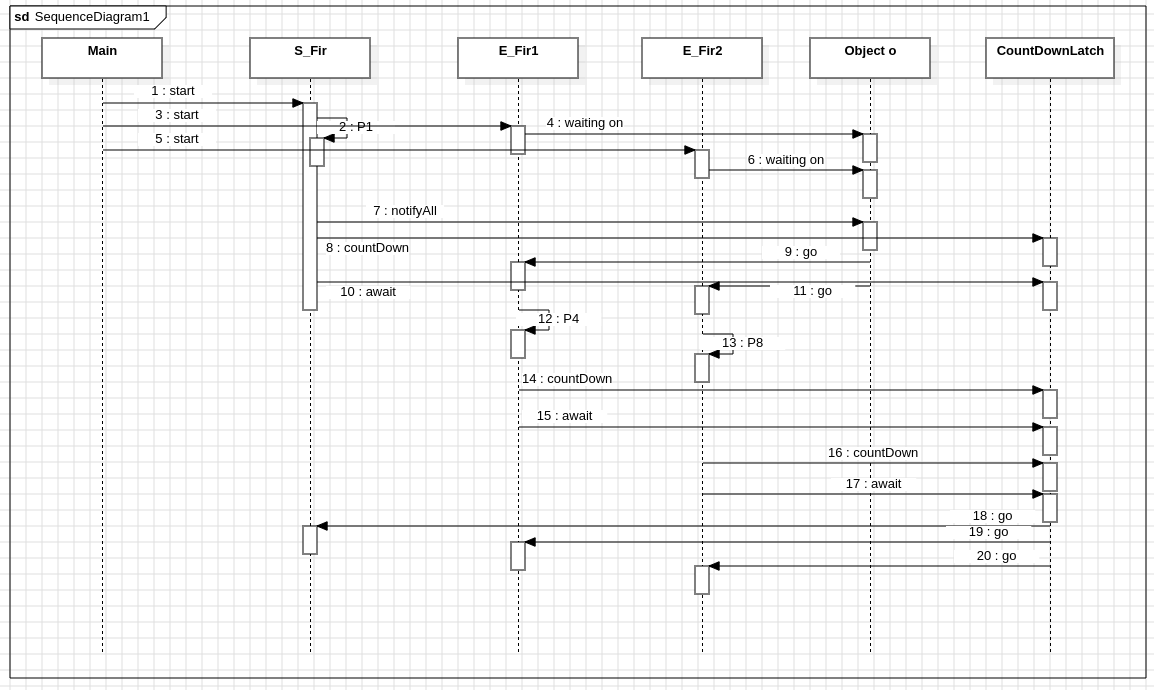 sd SequenceDiagram1
Main
S_Fir
E_Fir1
E_Fir2
Object o
CountDownLatch
1 : start
3 : start
4 : waiting on
2 : P1
5 : start
6 : waiting on
7 : notifyAll
8 : countDown
9 : go
10 : await
11 : go
12 : P4
13 : P8
14 : countDown
15 : await
16 : countDown
17 : await
18 : go
19 : go
20 : go